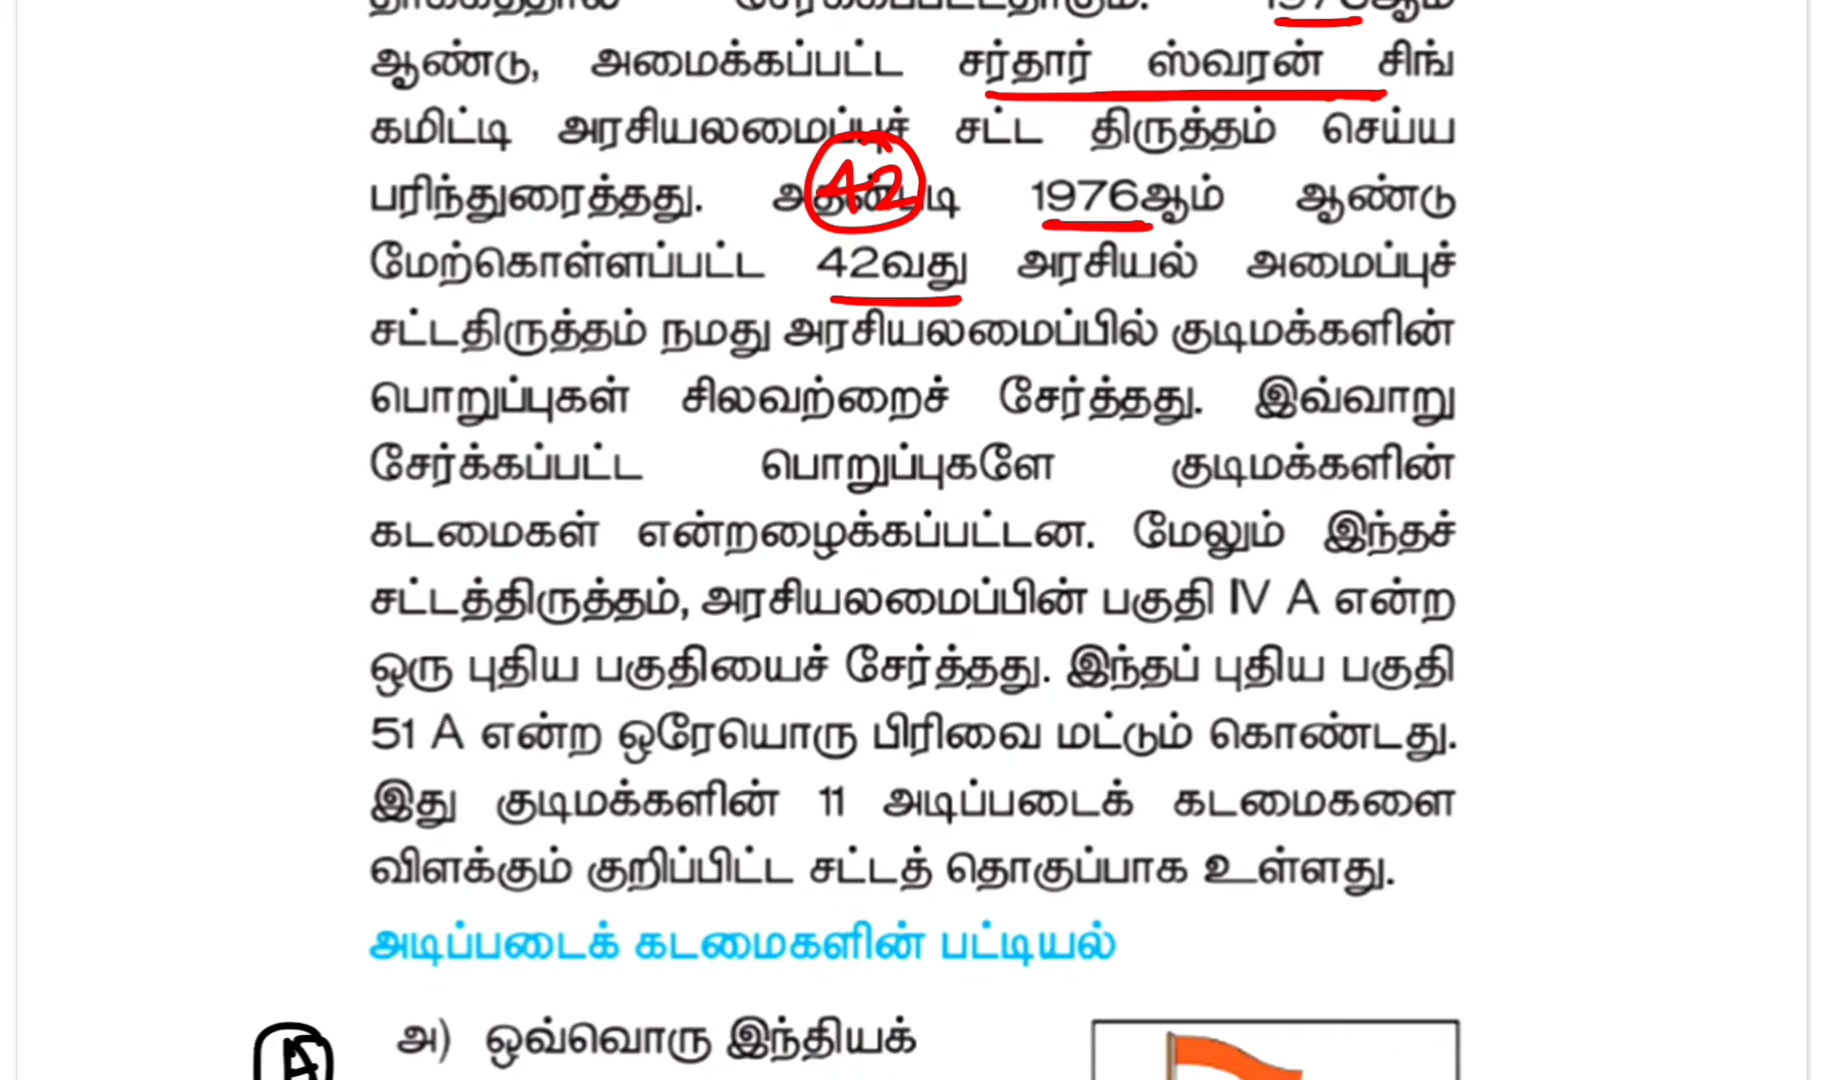 சேர்க்கப்பட்டதாகும்.
ஆண்டு, அமைக்கப்பட்ட சர்தார் ஸ்வரன் சிங்
கமிட்டி அரசியலமைப்புச் சட்ட திருத்தம் செய்ய
42
பரிந்துரைத்தது. அதன்படி 1976ஆம் ஆண்டு
மேற்கொள்ளப்பட்ட 42வது அரசியல் அமைப்புச்
சட்டதிருத்தம் நமது அரசியலமைப்பில் குடிமக்களின்
பொறுப்புகள் சிலவற்றைச் சேர்த்தது. இவ்வாறு
சேர்க்கப்பட்ட பொறுப்புகளே குடிமக்களின்
கடமைகள் என்றழைக்கப்பட்டன. மேலும் இந்தச்
சட்டத்திருத்தம், அரசியலமைப்பின் பகுதி IV A என்ற
ஒரு புதிய பகுதியைச் சேர்த்தது. இந்தப் புதிய பகுதி
51 A என்ற ஒரேயொரு பிரிவை மட்டும் கொண்டது.
இது குடிமக்களின் 11 அடிப்படைக் கடமைகளை
விளக்கும் குறிப்பிட்ட சட்டத் தொகுப்பாக உள்ளது.
அடிப்படைக் கடமைகளின் பட்டியல்
அ) ஒவ்வொரு இந்தியக்